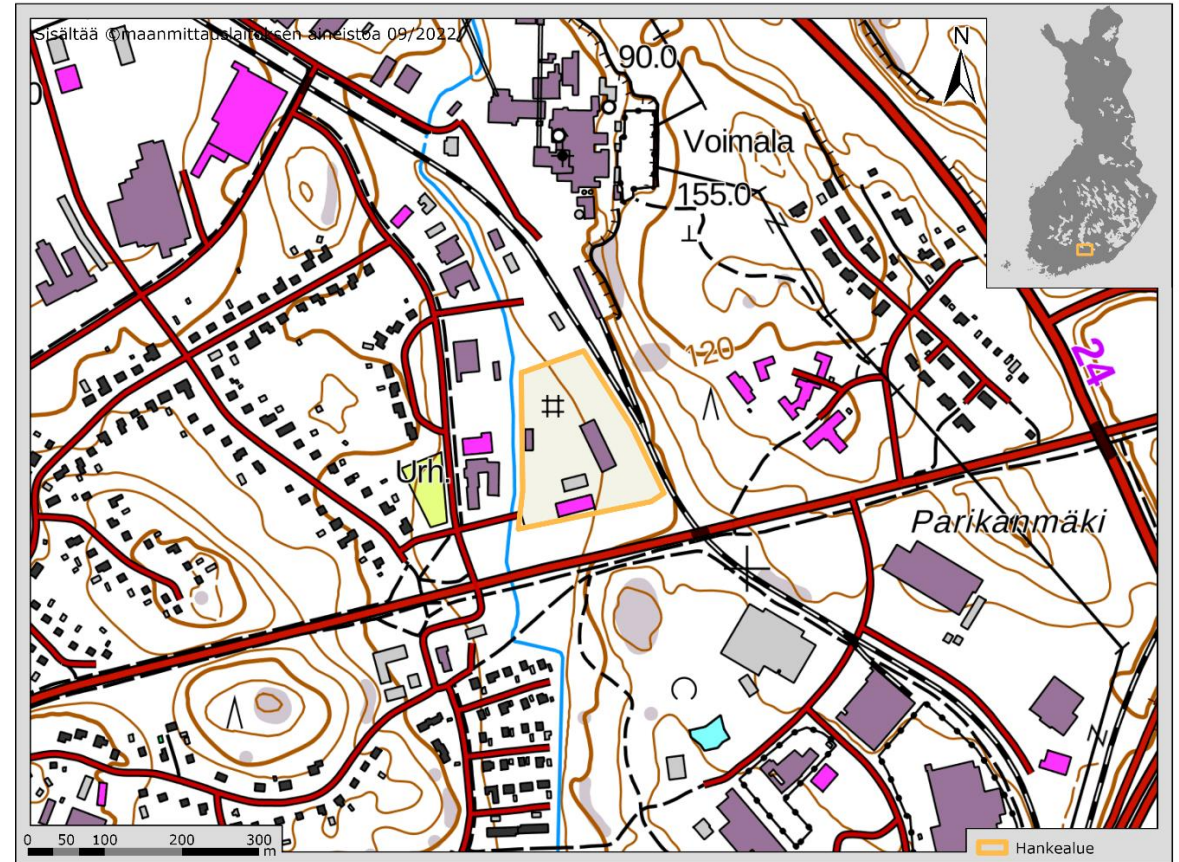 Sisältää ©maanmittauslaitoksen aineistoa 09/2022
N
90.0
Voimala
155.0
120
24
Urh.
Parikanmäki
0 50 100 200 300
m
Hankealue